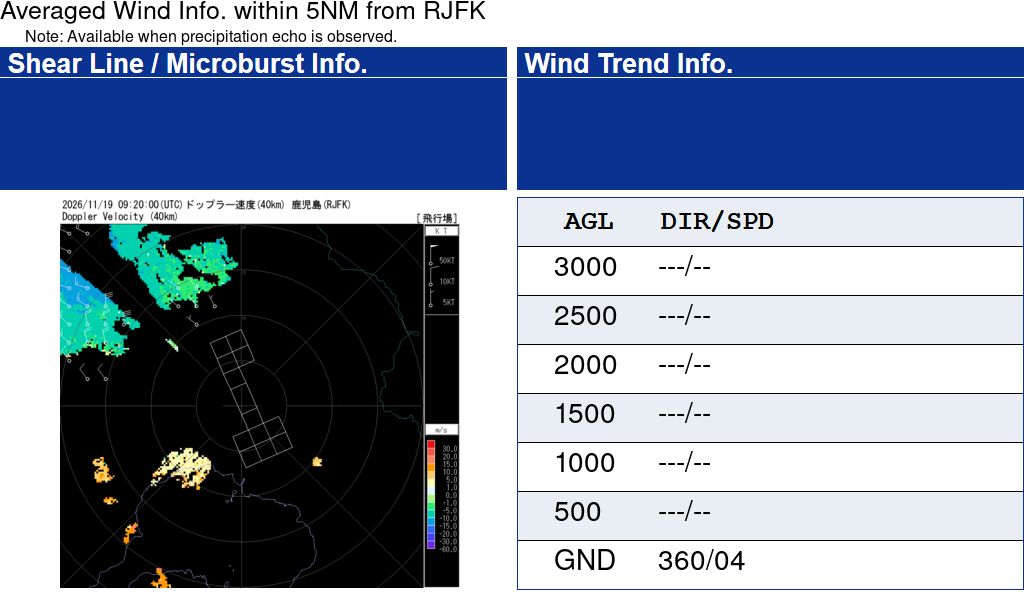 Averaged Wind Info. within 5NM from RJFK
Note: Available when precipitation echo is observed.
Shear Line / Microburst Info.
Wind Trend Info.
2026/11/19 09:20:00(UTC) ドップラー速度(40km) 鹿児島(RJFK)
Doppler Velocity (40km)
[飛行場]
KT
50KT
10KT
5KT
m/s
30.0
20.0
15.0
10.0
5.0
1.0
0.0
-1.0
-5.0
-10.0
-15.0
-20.0
-30.0
-60.0
AGL DIR/SPD
3000 ---/--
2500 ---/--
2000 ---/--
1500 ---/--
1000 ---/--
500 ---/--
GND 360/04